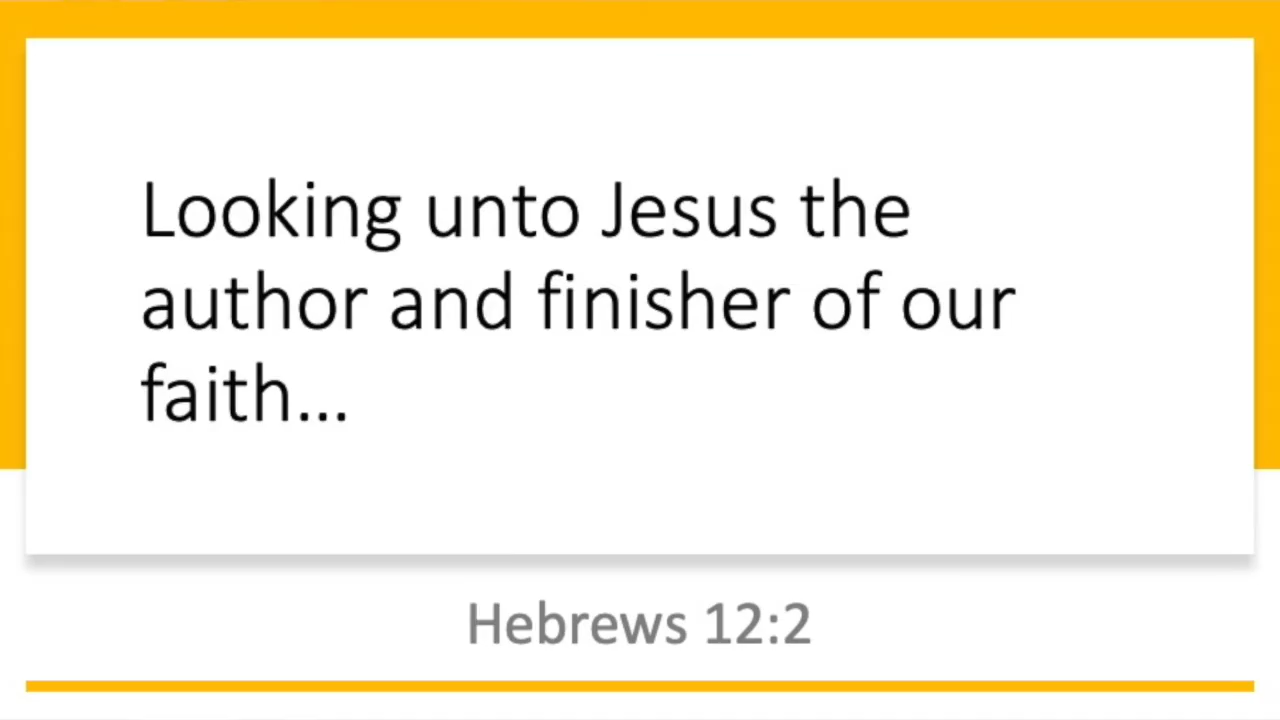 Looking unto Jesus the
author and finisher of our
faith...
Hebrews 12:2